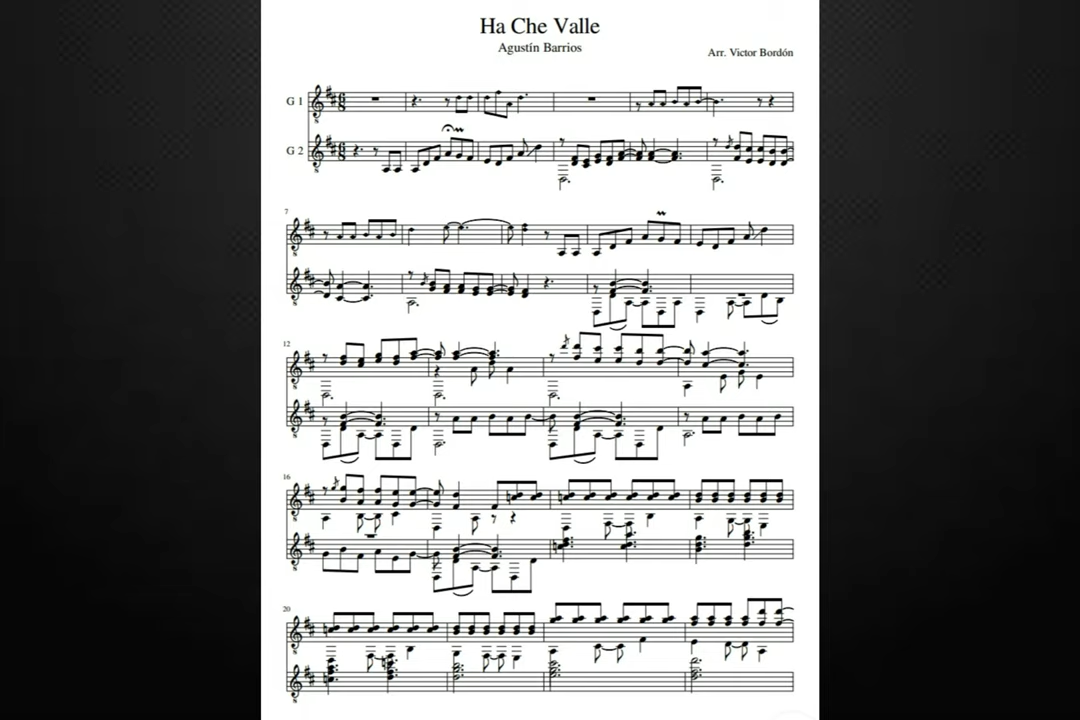 Ha Che Valle
Agustín Barrios
Arr. Victor Bordón
G 1
G 2
7
12
16
20